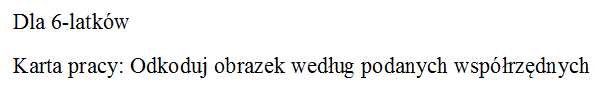 Dla 6-latków
Karta pracy: Odkoduj obrazek według podanych współrzędnych